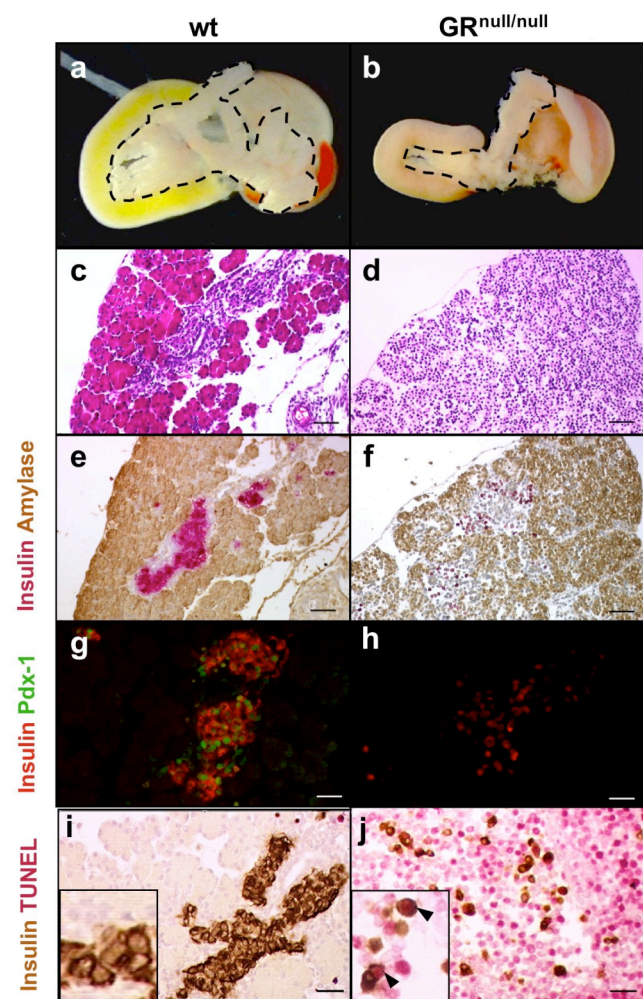 wt
GRnull/null
a
b
c
d
Insulin Amylase
e
f
Insulin Pdx-1
g
h
Insulin TUNEL
i
j